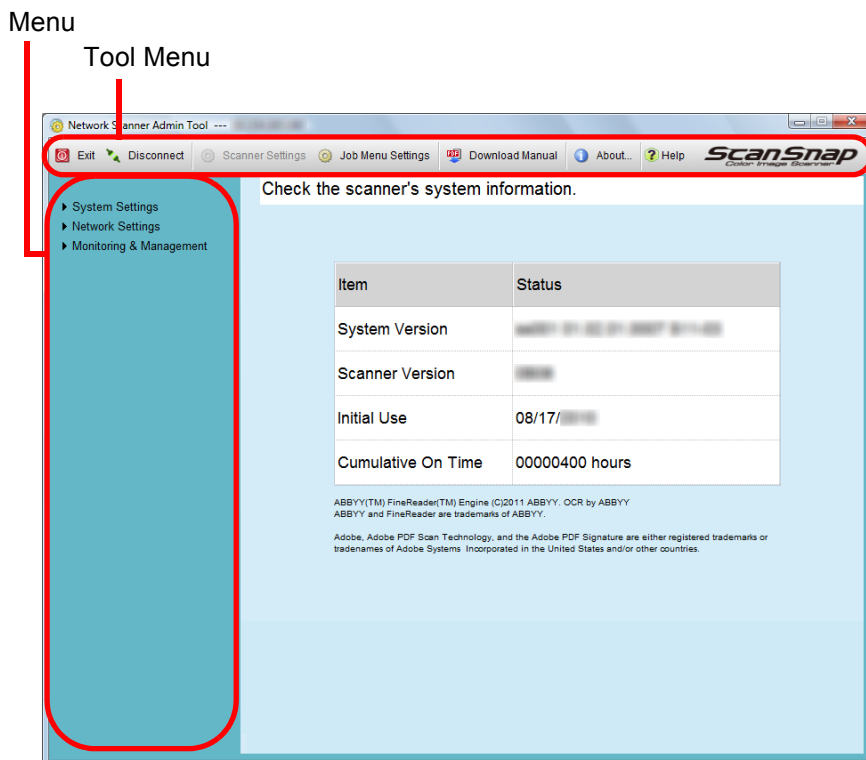 Menu
Tool Menu
Network Scanner Admin Tool ---
Exit Disconnect Scanner Settings Job Menu Settings Download Manual About... Help ScanSnap
Color Image Scanner
Check the scanner's system information.
System Settings
Network Settings
Monitoring & Management
Item Status
System Version
Scanner Version
Initial Use 08/17/
Cumulative On Time 00000400 hours
ABBYY(TM) FineReader(TM) Engine (C)2011 ABBYY. OCR by ABBYY
ABBYY and FineReader are trademarks of ABBYY.
Adobe, Adobe PDF Scan Technology, and the Adobe PDF Signature are either registered trademarks or
tradenames of Adobe Systems Incorporated in the United States and/or other countries.